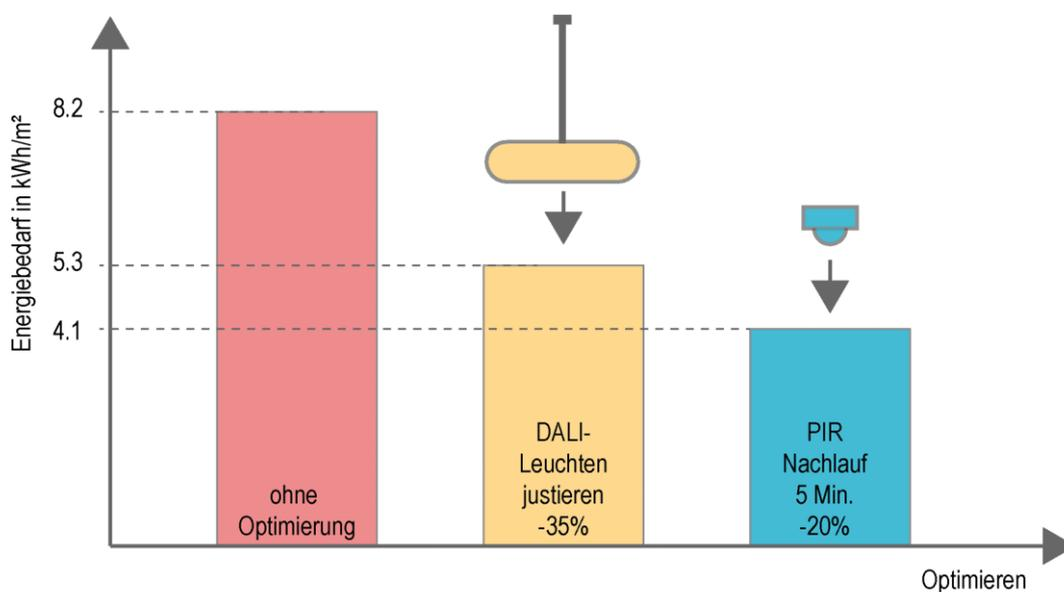 Energiebedarf in kWh/m²
8.2
5.3
4.1
ohne
Optimierung
DALI-
Leuchten
justieren
-35%
PIR
Nachlauf
5 Min.
-20%
Optimieren